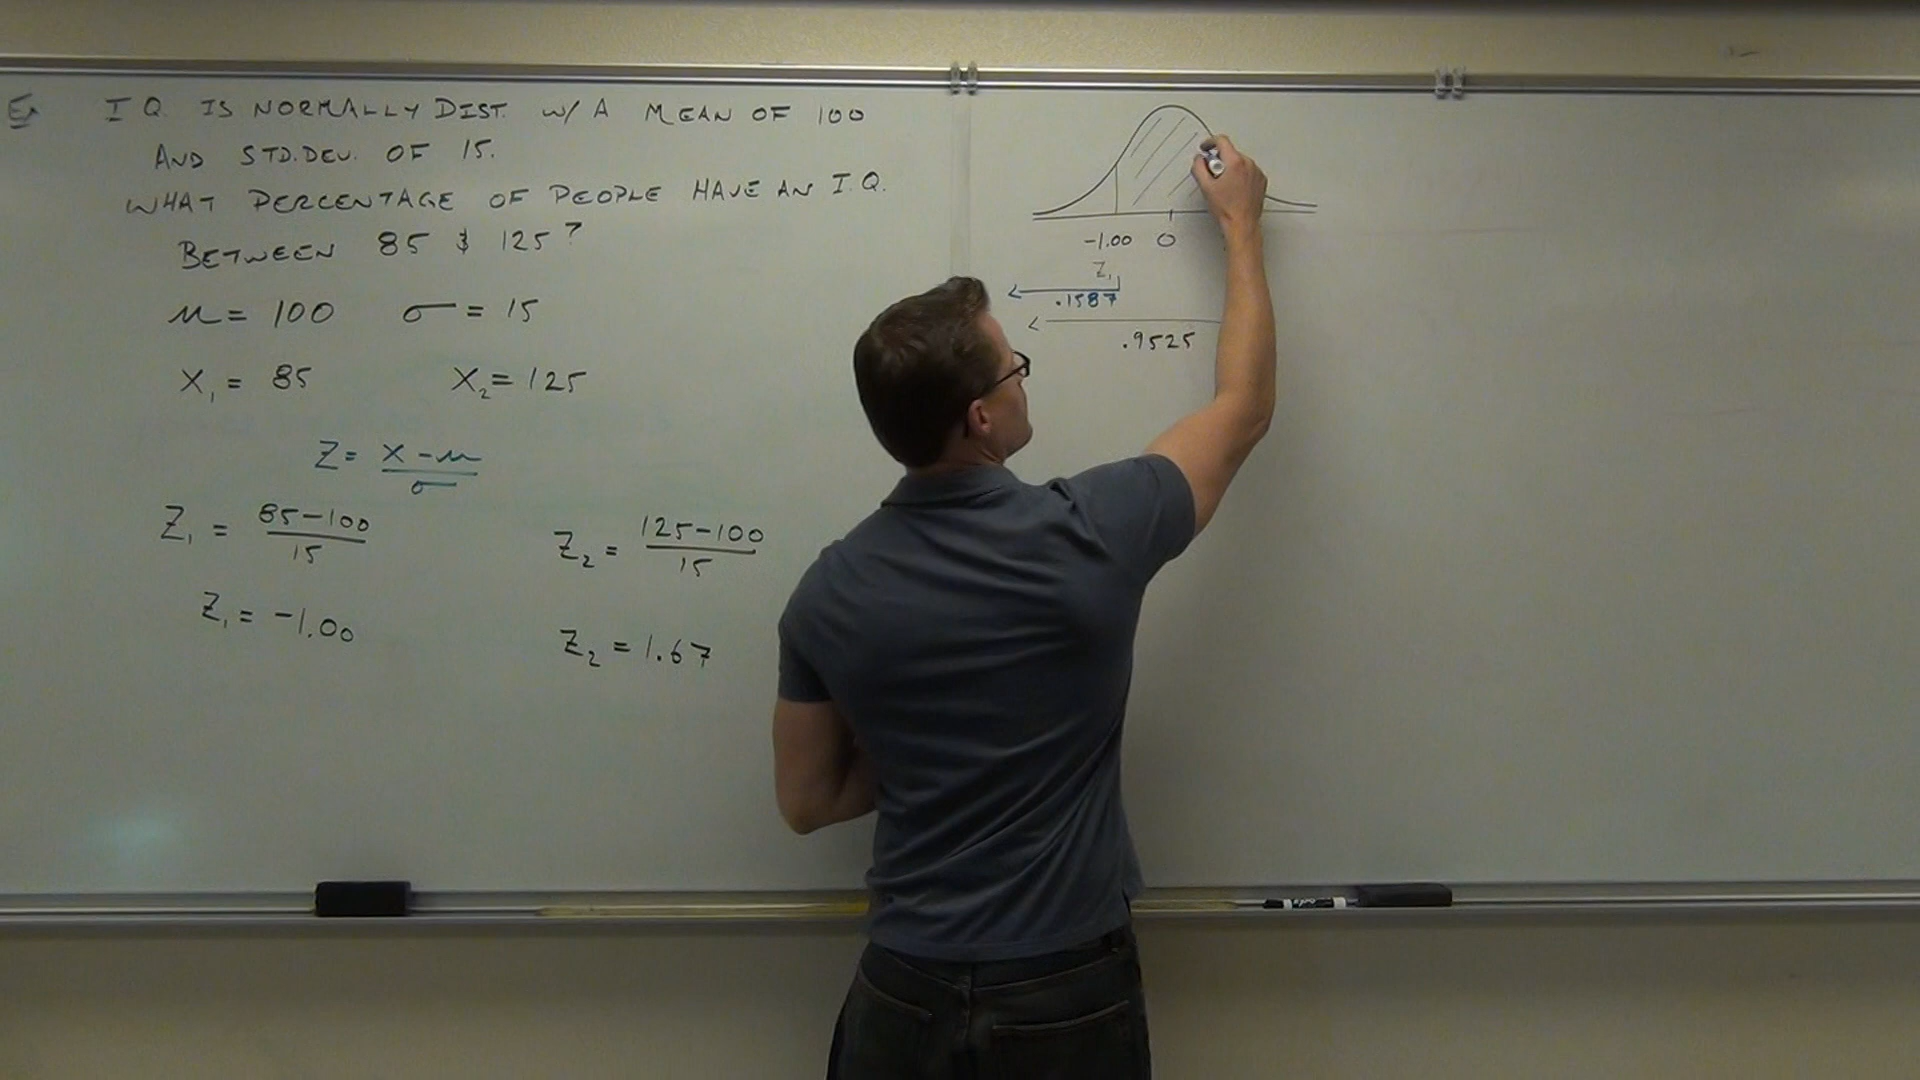 Ex I Q IS NORMALLY DIST. W/ A MEAN OF 100
AND STD.DEV. OF 15.
WHAT PERCENTAGE OF PEOPLE HAVE AN I.Q.
BETWEEN 85 & 125?
μ = 100 σ = 15
X₁ = 85 X₂ = 125
Z = (X - μ) / σ
Z₁ = (85 - 100) / 15 Z₂ = (125 - 100) / 15
Z₁ = -1.00 Z₂ = 1.67
-1.00 0
Z₁
.1587
.9525